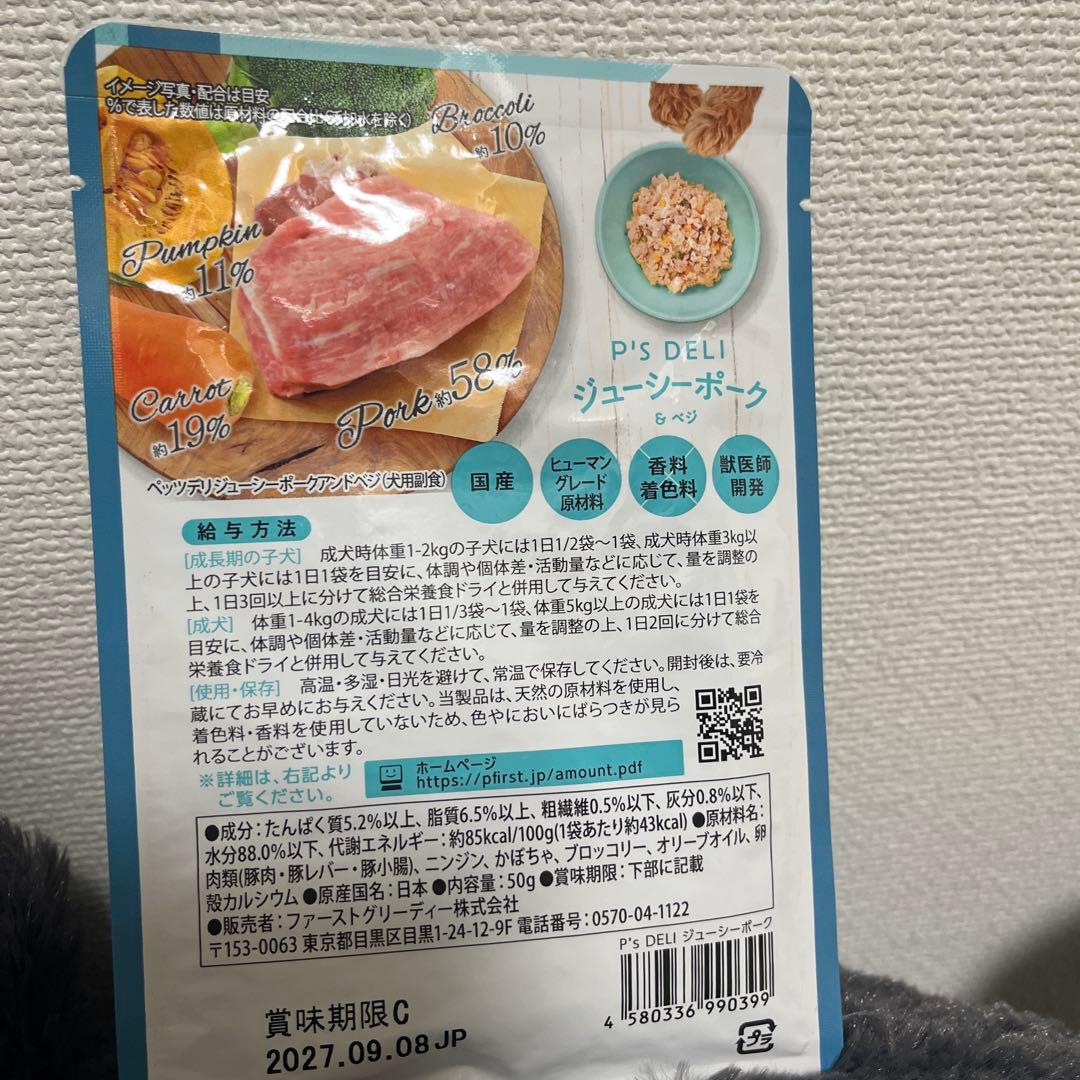 イメージ写真・配合は目安
%で表した数値は原材料の配合比(添加水を除く)
Broccoli
約10%
Pumpkin
約11%
Carrot
約19%
Pork 約58%
P'S DELI
ジューシーポーク
& ベジ
ペッツデリジューシーポークアンドベジ(犬用副食)
国産
ヒューマン
グレード
原材料
香料
着色料
獣医師
開発
給与方法
[成長期の子犬] 成犬時体重1-2kgの子犬には1日1/2袋〜1袋、成犬時体重3kg以
上の子犬には1日1袋を目安に、体調や個体差・活動量などに応じて、量を調整の
上、1日3回以上に分けて総合栄養食ドライと併用して与えてください。
[成犬] 体重1-4kgの成犬には1日1/3袋〜1袋、体重5kg以上の成犬には1日1袋を
目安に、体調や個体差・活動量などに応じて、量を調整の上、1日2回に分けて総合
栄養食ドライと併用して与えてください。
[使用・保存] 高温・多湿・日光を避けて、常温で保存してください。開封後は、要冷
蔵にてお早めにお与えください。当製品は、天然の原材料を使用し、
着色料・香料を使用していないため、色やにおいにばらつきが見ら
れることがございます。
※詳細は、右記より
ご覧ください。
ホームページ
https://pfirst.jp/amount.pdf
●成分:たんぱく質5.2%以上、脂質6.5%以上、粗繊維0.5%以下、灰分0.8%以下、
水分88.0%以下、代謝エネルギー:約85kcal/100g(1袋あたり約43kcal) ●原材料名:
肉類(豚肉・豚レバー・豚小腸)、ニンジン、かぼちゃ、ブロッコリー、オリーブオイル、卵
殻カルシウム ●原産国名:日本 ●内容量:50g ●賞味期限:下部に記載
●販売者:ファーストグリーディー株式会社
〒153-0063 東京都目黒区目黒1-24-12-9F 電話番号:0570-04-1122
P's DELI ジューシーポーク
4 580336 990399
賞味期限C
2027.09.08JP
プラ